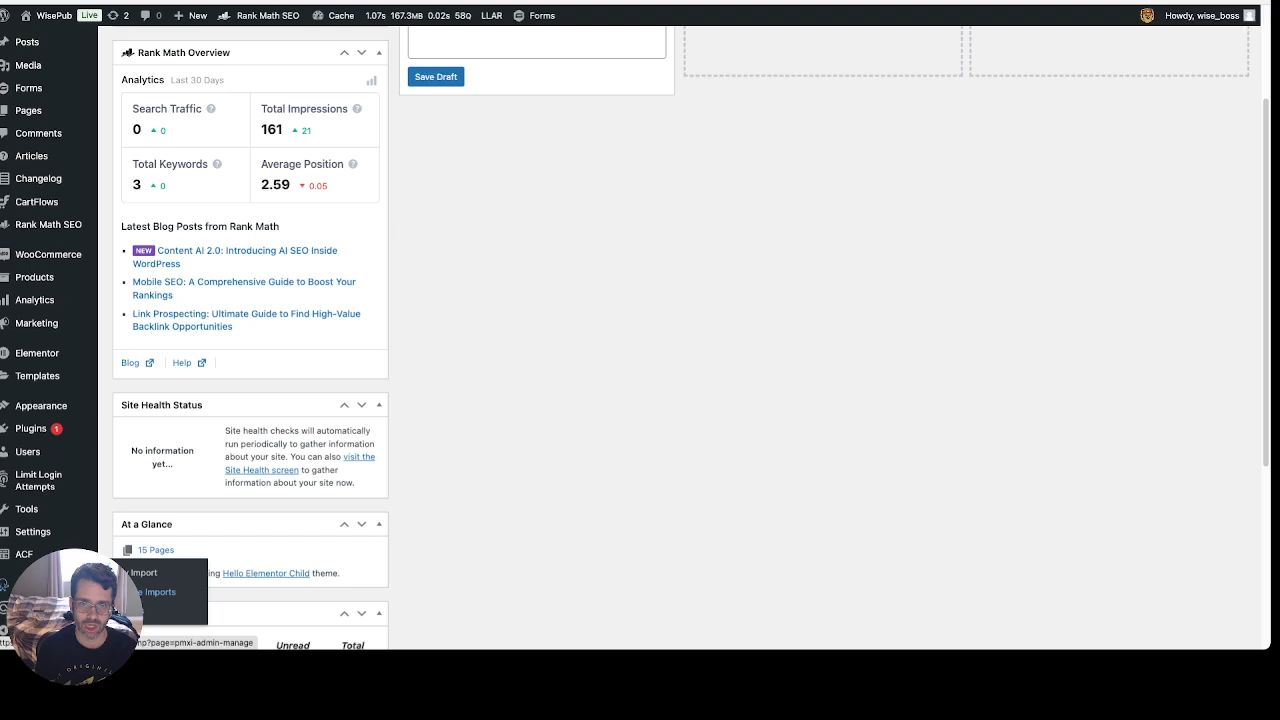 WisePub Live 2 0 New Rank Math SEO Cache 1.07s 167.3MB 0.02s 58Q LLAR Forms Howdy, wise_boss
Posts
Media
Forms
Pages
Comments
Articles
Changelog
CartFlows
Rank Math SEO
WooCommerce
Products
Analytics
Marketing
Elementor
Templates
Appearance
Plugins 1
Users
Limit Login
Attempts
Tools
Settings
ACF
Rank Math Overview
Analytics Last 30 Days
Search Traffic
0 0
Total Impressions
161 21
Total Keywords
3 0
Average Position
2.59 0.05
Latest Blog Posts from Rank Math
NEW Content AI 2.0: Introducing AI SEO Inside
WordPress
Mobile SEO: A Comprehensive Guide to Boost Your
Rankings
Link Prospecting: Ultimate Guide to Find High-Value
Backlink Opportunities
Blog Help
Site Health Status
No information
yet...
Site health checks will automatically
run periodically to gather information
about your site. You can also visit the
Site Health screen to gather
information about your site now.
At a Glance
15 Pages
Import
Hello Elementor Child theme.
Imports
Unread Total
?page=pmxi-admin-manage
Save Draft